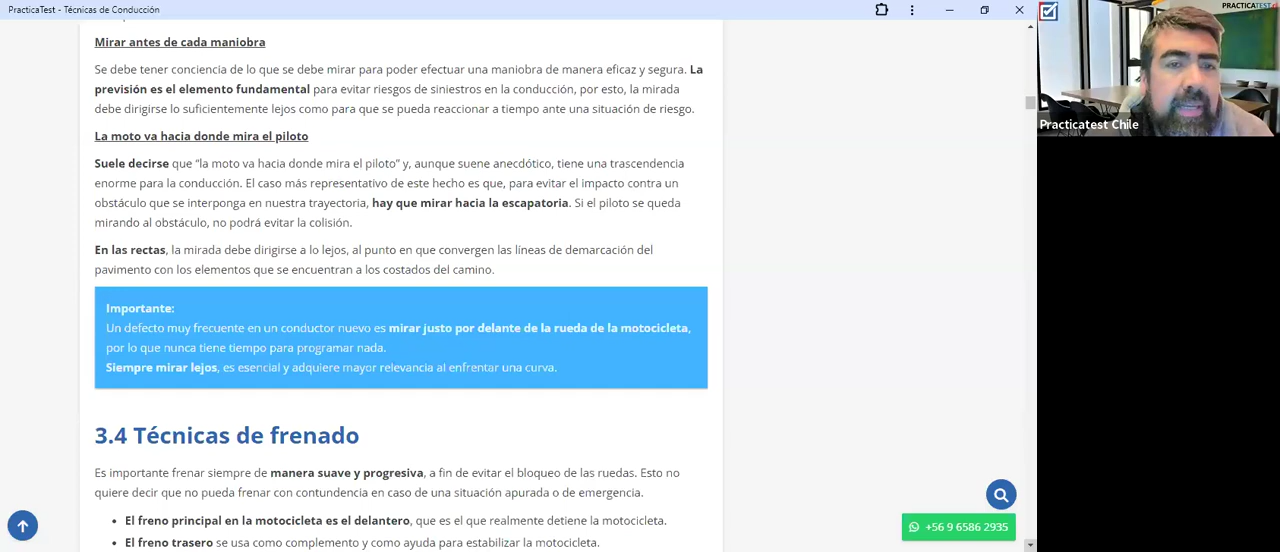 PracticaTest - Técnicas de Conducción
Mirar antes de cada maniobra
Se debe tener conciencia de lo que se debe mirar para poder efectuar una maniobra de manera eficaz y segura. La
previsión es el elemento fundamental para evitar riesgos de siniestros en la conducción, por esto, la mirada
debe dirigirse lo suficientemente lejos como para que se pueda reaccionar a tiempo ante una situación de riesgo.
La moto va hacia donde mira el piloto
Suele decirse que “la moto va hacia donde mira el piloto” y, aunque suene anecdótico, tiene una trascendencia
enorme para la conducción. El caso más representativo de este hecho es que, para evitar el impacto contra un
obstáculo que se interponga en nuestra trayectoria, hay que mirar hacia la escapatoria. Si el piloto se queda
mirando al obstáculo, no podrá evitar la colisión.
En las rectas, la mirada debe dirigirse a lo lejos, al punto en que convergen las líneas de demarcación del
pavimento con los elementos que se encuentran a los costados del camino.
Importante:
Un defecto muy frecuente en un conductor nuevo es mirar justo por delante de la rueda de la motocicleta,
por lo que nunca tiene tiempo para programar nada.
Siempre mirar lejos, es esencial y adquiere mayor relevancia al enfrentar una curva.
3.4 Técnicas de frenado
Es importante frenar siempre de manera suave y progresiva, a fin de evitar el bloqueo de las ruedas. Esto no
quiere decir que no pueda frenar con contundencia en caso de una situación apurada o de emergencia.
• El freno principal en la motocicleta es el delantero, que es el que realmente detiene la motocicleta.
• El freno trasero se usa como complemento y como ayuda para estabilizar la motocicleta.
+56 9 6586 2935
PRACTICATEST
Practicatest Chile